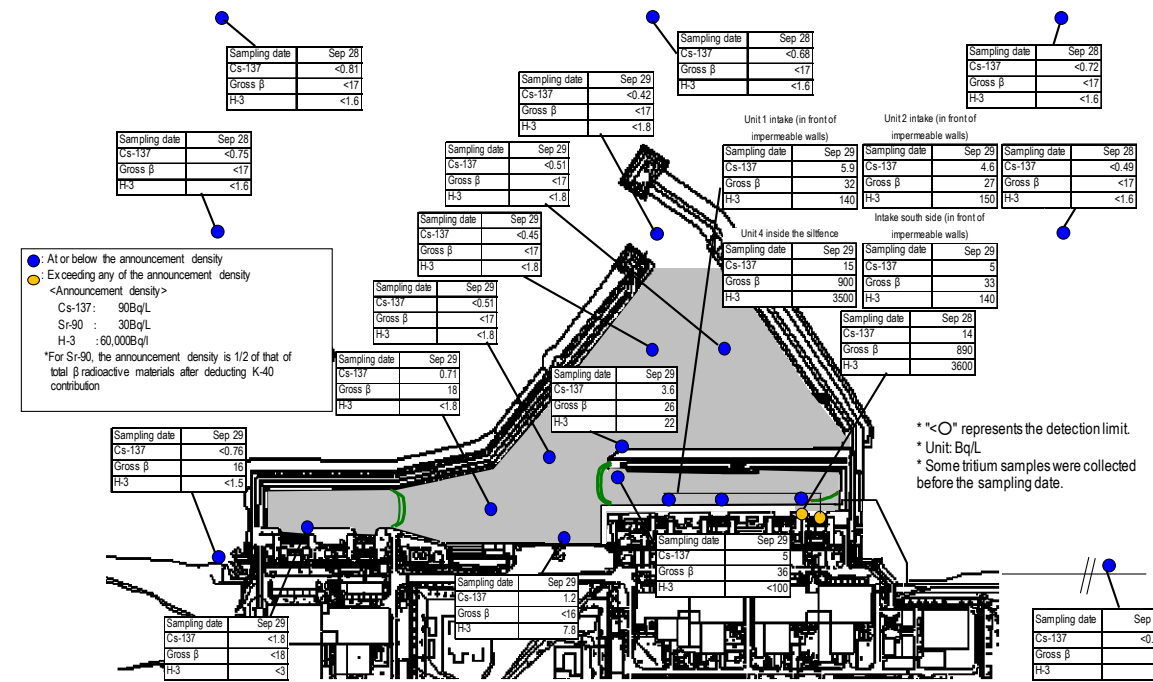 Sampling date Sep 28
Cs-137 <0.81
Gross β <17
H-3 <1.6
Sampling date Sep 28
Cs-137 <0.68
Gross β <17
H-3 <1.6
Sampling date Sep 28
Cs-137 <0.72
Gross β <17
H-3 <1.6
Sampling date Sep 29
Cs-137 <0.42
Gross β <17
H-3 <1.8
Sampling date Sep 28
Cs-137 <0.75
Gross β <17
H-3 <1.6
Sampling date Sep 29
Cs-137 <0.51
Gross β <17
H-3 <1.8
Unit 1 intake (in front of
impermeable walls)
Sampling date Sep 29
Cs-137 5.9
Gross β 32
H-3 140
Unit 2 intake (in front of
impermeable walls)
Sampling date Sep 29
Cs-137 4.6
Gross β 27
H-3 150
Sampling date Sep 28
Cs-137 <0.49
Gross β <17
H-3 <1.6
Sampling date Sep 29
Cs-137 <0.45
Gross β <17
H-3 <1.8
Unit 4 inside the siltfence
Sampling date Sep 29
Cs-137 15
Gross β 900
H-3 3500
Intake south side (in front of
impermeable walls)
Sampling date Sep 29
Cs-137 5
Gross β 33
H-3 140
: At or below the announcement density
: Exceeding any of the announcement density
<Announcement density>
Cs-137: 90Bq/L
Sr-90 : 30Bq/L
H-3 :60,000Bq/l
*For Sr-90, the announcement density is 1/2 of that of
total β radioactive materials after deducting K-40
contribution
Sampling date Sep 29
Cs-137 <0.51
Gross β <17
H-3 <1.8
Sampling date Sep 28
Cs-137 14
Gross β 890
H-3 3600
Sampling date Sep 29
Cs-137 0.71
Gross β 18
H-3 <1.8
Sampling date Sep 29
Cs-137 3.6
Gross β 26
H-3 22
* "<○" represents the detection limit.
* Unit: Bq/L
* Some tritium samples were collected
before the sampling date.
Sampling date Sep 29
Cs-137 <0.76
Gross β 16
H-3 <1.5
Sampling date Sep 29
Cs-137 5
Gross β 36
H-3 <100
Sampling date Sep 29
Cs-137 1.2
Gross β <16
H-3 7.8
Sampling date Sep 29
Cs-137 <1.8
Gross β <18
H-3 <3
Sampling date Sep
Cs-137 <0.
Gross β
H-3